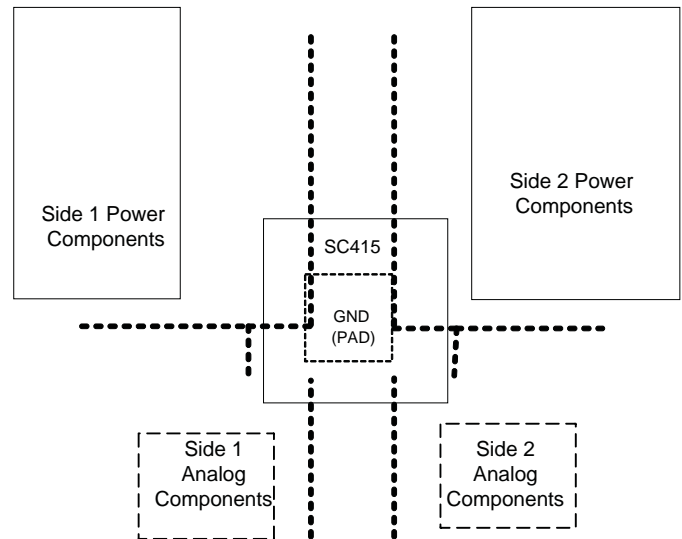 Side 1 Power
Components
Side 2 Power
Components
SC415
GND
(PAD)
Side 1
Analog
Components
Side 2
Analog
Components